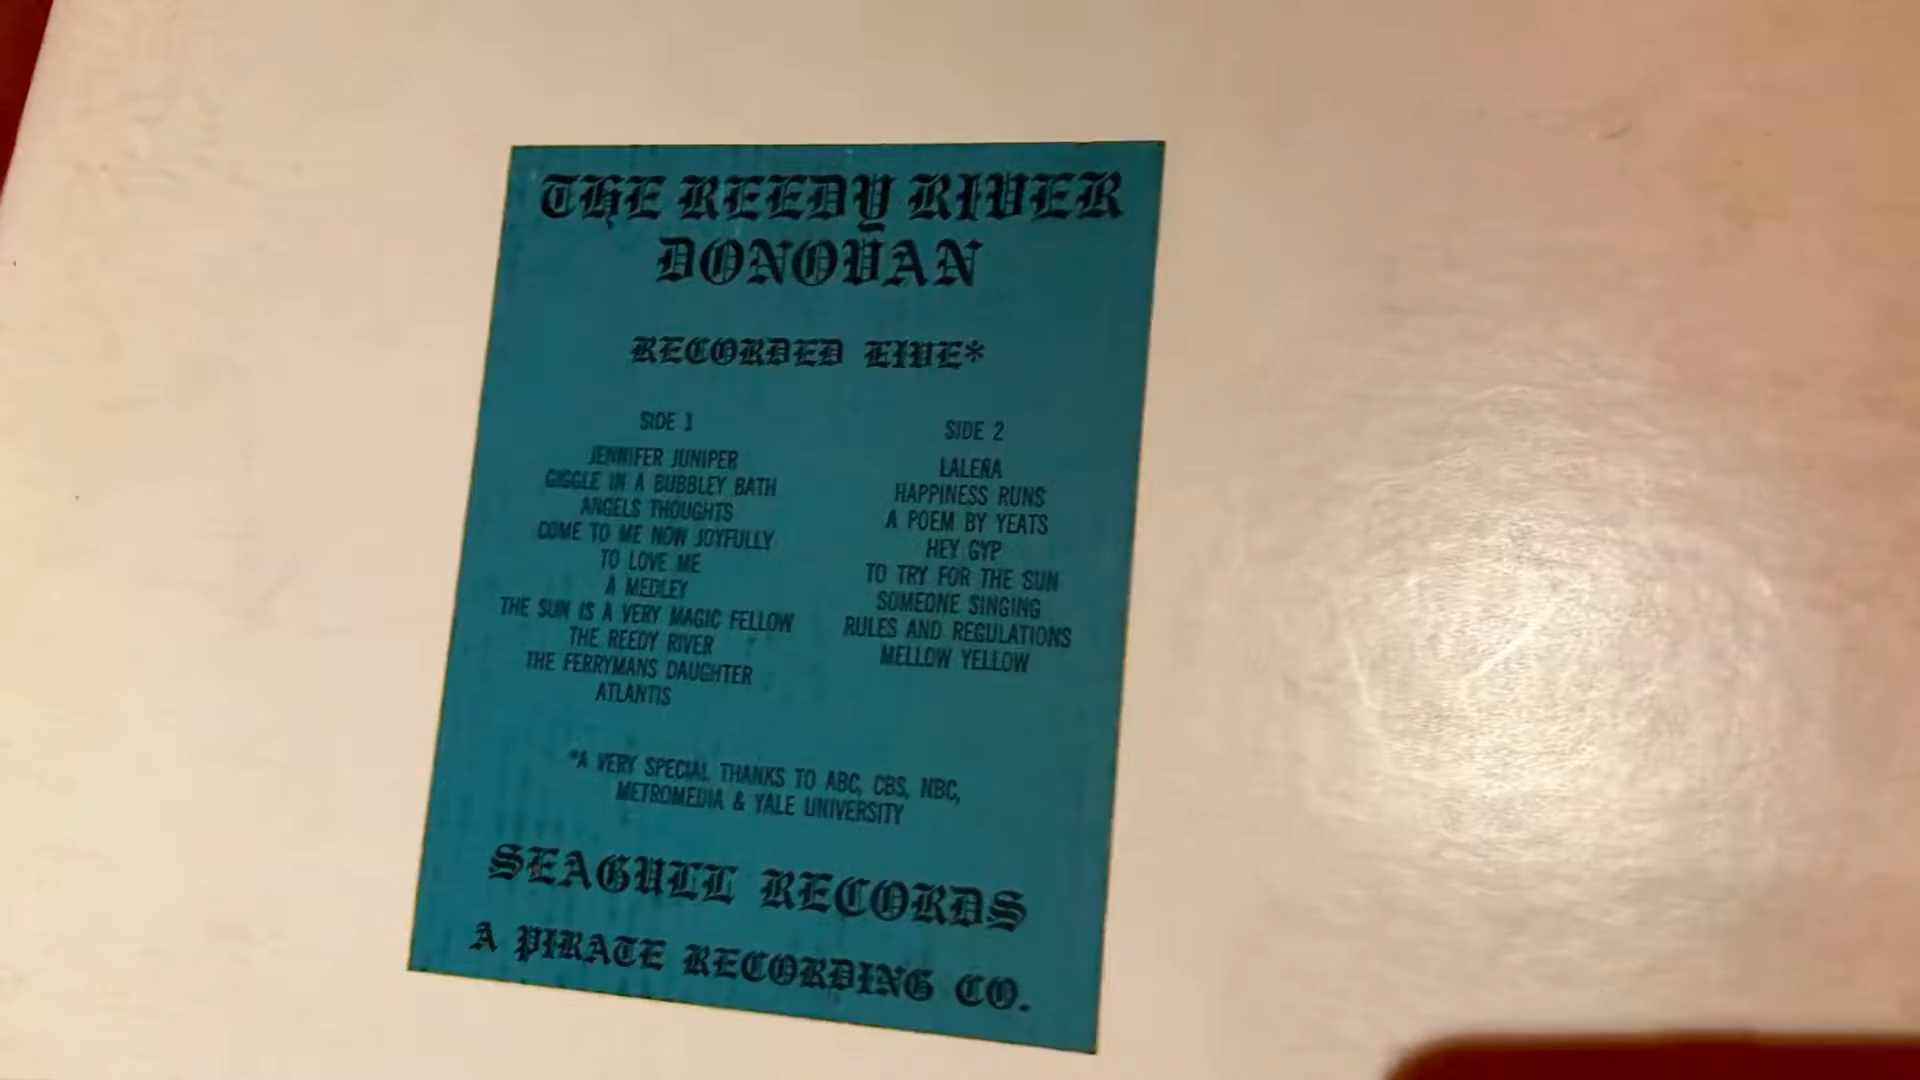 THE REEDY RIVER
DONOVAN
RECORDED LIVE*
SIDE 1
JENNIFER JUNIPER
GIGGLE IN A BUBBLEY BATH
ANGELS THOUGHTS
COME TO ME NOW JOYFULLY
TO LOVE ME
A MEDLEY
THE SUN IS A VERY MAGIC FELLOW
THE REEDY RIVER
THE FERRYMANS DAUGHTER
ATLANTIS
SIDE 2
LALERA
HAPPINESS RUNS
A POEM BY YEATS
HEY GYP
TO TRY FOR THE SUN
SOMEONE SINGING
RULES AND REGULATIONS
MELLOW YELLOW
*A VERY SPECIAL THANKS TO ABC, CBS, NBC,
METROMEDIA & YALE UNIVERSITY
SEAGULL RECORDS
A PIRATE RECORDING CO.